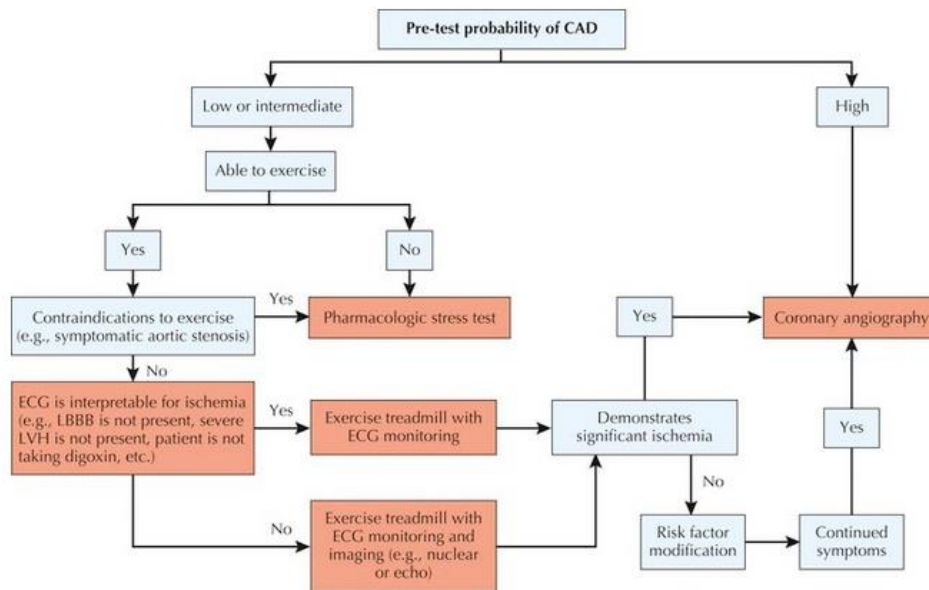 Pre-test probability of CAD
Low or intermediate
High
Able to exercise
Yes
No
Contraindications to exercise
(e.g., symptomatic aortic stenosis)
Yes
Pharmacologic stress test
Yes
Coronary angiography
No
ECG is interpretable for ischemia
(e.g., LBBB is not present, severe
LVH is not present, patient is not
taking digoxin, etc.)
Yes
Exercise treadmill with
ECG monitoring
Demonstrates
significant ischemia
Yes
No
No
Exercise treadmill with
ECG monitoring and
imaging (e.g., nuclear
or echo)
Risk factor
modification
Continued
symptoms